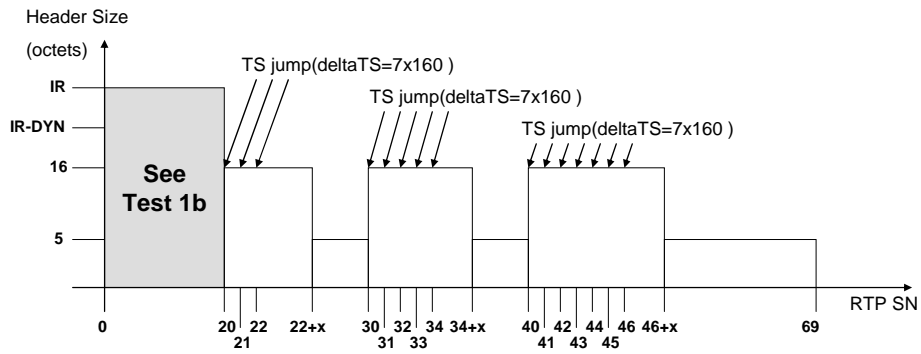 Header Size
(octets)
TS jump(deltaTS=7x160 )
TS jump(deltaTS=7x160 )
TS jump(deltaTS=7x160 )
IR
IR-DYN
16
5
See
Test 1b
RTP SN
0 20 22 22+x 30 32 34 34+x 40 42 44 46 46+x 69
21 31 33 41 43 45